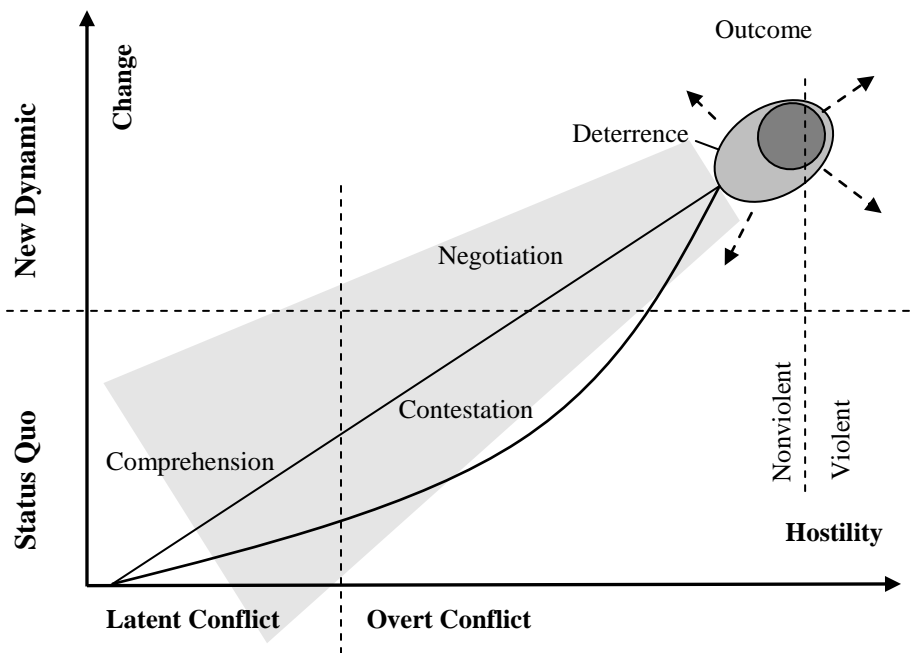 Outcome
Change
Deterrence
New Dynamic
Negotiation
Contestation
Comprehension
Status Quo
Nonviolent
Violent
Hostility
Latent Conflict
Overt Conflict